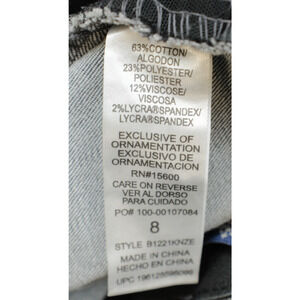 63%COTTON/
ALGODON
23%POLYESTER/
POLIESTER
12%VISCOSE/
VISCOSA
2%LYCRA®SPANDEX/
LYCRA®SPANDEX
EXCLUSIVE OF
ORNAMENTATION
EXCLUSIVO DE
ORNAMENTACION
RN#15600
CARE ON REVERSE
VER AL DORSO
PARA CUIDADO
PO# 100-00107084
8
STYLE B1221KNZE
MADE IN CHINA
HECHO EN CHINA
UPC